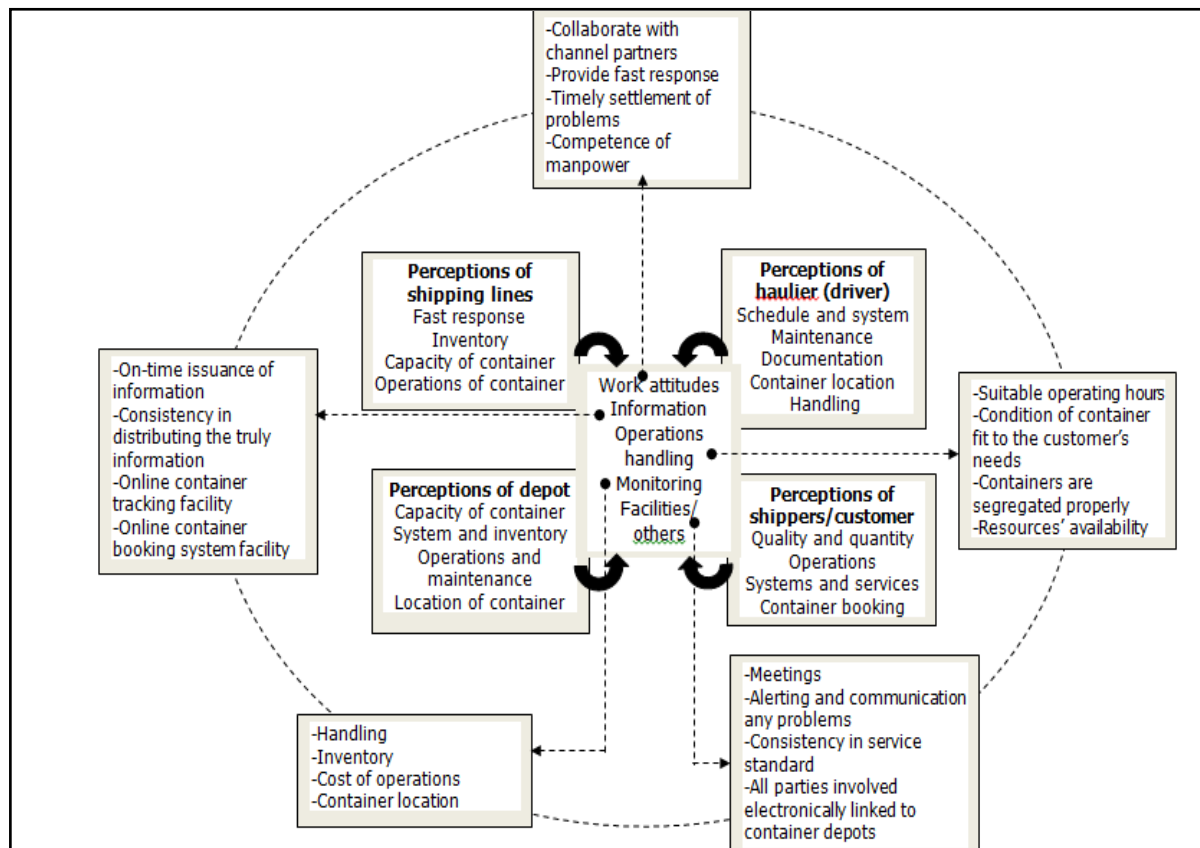 -Collaborate with
channel partners
-Provide fast response
-Timely settlement of
problems
-Competence of
manpower
Perceptions of
shipping lines
Fast response
Inventory
Capacity of container
Operations of container
Perceptions of
haulier (driver)
Schedule and system
Maintenance
Documentation
Container location
Handling
-On-time issuance of
information
-Consistency in
distributing the truly
information
-Online container
tracking facility
-Online container
booking system facility
Work attitudes
Information
Operations
handling
Monitoring
Facilities/
others
-Suitable operating hours
-Condition of container
fit to the customer's
needs
-Containers are
segregated properly
-Resources' availability
Perceptions of depot
Capacity of container
System and inventory
Operations and
maintenance
Location of container
Perceptions of
shippers/customer
Quality and quantity
Operations
Systems and services
Container booking
-Handling
-Inventory
-Cost of operations
-Container location
-Meetings
-Alerting and communication
any problems
-Consistency in service
standard
-All parties involved
electronically linked to
container depots